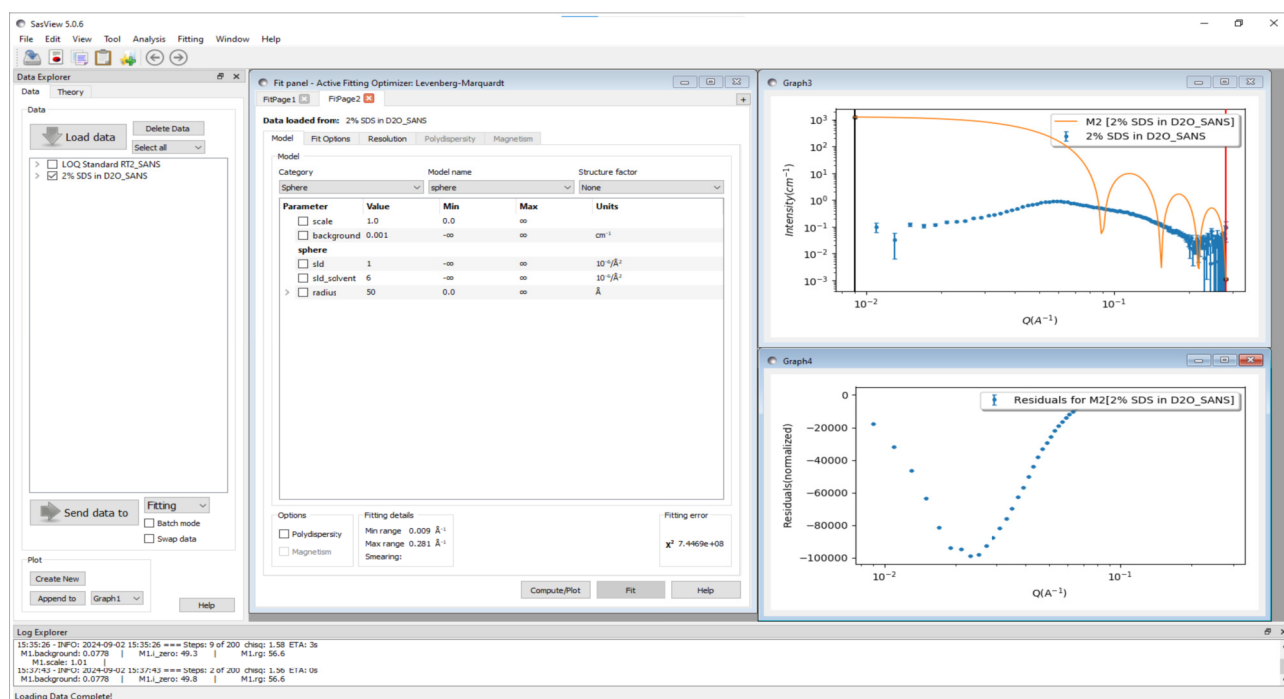 SasView 5.0.6
File Edit View Tool Analysis Fitting Window Help
Data Explorer
Data Theory
Data
Load data
Delete Data
Select all
LOQ Standard RT2_SANS
2% SDS in D2O_SANS
Send data to
Fitting
Batch mode
Swap data
Plot
Create New
Append to Graph1 Help
Fit panel - Active Fitting Optimizer: Levenberg-Marquardt
FitPage1 FitPage2
Data loaded from: 2% SDS in D2O_SANS
Model Fit Options Resolution Polydispersity Magnetism
Model
Category Model name Structure factor
Sphere sphere None
Parameter Value Min Max Units
scale 1.0 0.0 ∞
background 0.001 -∞ ∞ cm⁻¹
sphere
sld 1 -∞ ∞ 10⁻⁶/Å²
sld_solvent 6 -∞ ∞ 10⁻⁶/Å²
radius 50 0.0 ∞ Å
Options Fitting details Fitting error
Polydispersity
Magnetism
Min range 0.009 Å⁻¹
Max range 0.281 Å⁻¹
Smearing:
χ² 7.4469e+08
Compute/Plot Fit Help
Graph3
M2 [2% SDS in D2O_SANS]
2% SDS in D2O_SANS
10³
10²
10¹
10⁰
10⁻¹
10⁻²
10⁻³
Intensity(cm⁻¹)
10⁻² 10⁻¹
Q(A⁻¹)
Graph4
Residuals for M2[2% SDS in D2O_SANS]
0
−20000
−40000
−60000
−80000
−100000
Residuals(normalized)
10⁻² 10⁻¹
Q(A⁻¹)
Log Explorer
15:35:26 - INFO: 2024-09-02 15:35:26 === Steps: 9 of 200 chisq: 1.58 ETA: 3s
M1.background: 0.0778 | M1.i_zero: 49.3 | M1.rg: 56.6
M1.scale: 1.01 |
15:37:43 - INFO: 2024-09-02 15:37:43 === Steps: 2 of 200 chisq: 1.56 ETA: 0s
M1.background: 0.0778 | M1.i_zero: 49.8 | M1.rg: 56.6
Loading Data Complete!